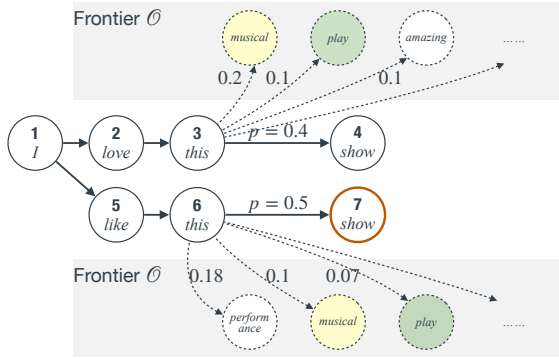 Frontier 𝒪
musical
play
amazing
......
0.2
0.1
0.1
1
I
2
love
3
this
p = 0.4
4
show
5
like
6
this
p = 0.5
7
show
Frontier 𝒪
0.18
0.1
0.07
perform
ance
musical
play
......